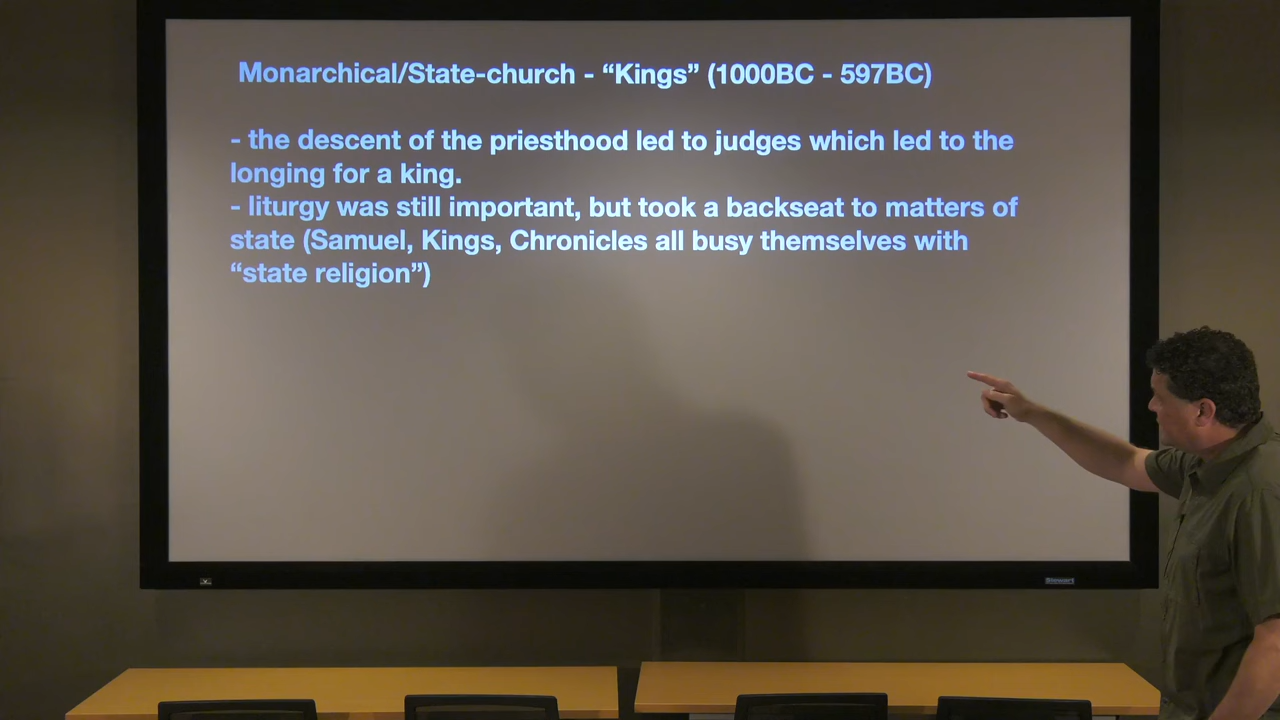 Monarchical/State-church - “Kings” (1000BC - 597BC)
- the descent of the priesthood led to judges which led to the
longing for a king.
- liturgy was still important, but took a backseat to matters of
state (Samuel, Kings, Chronicles all busy themselves with
“state religion”)
Stewart